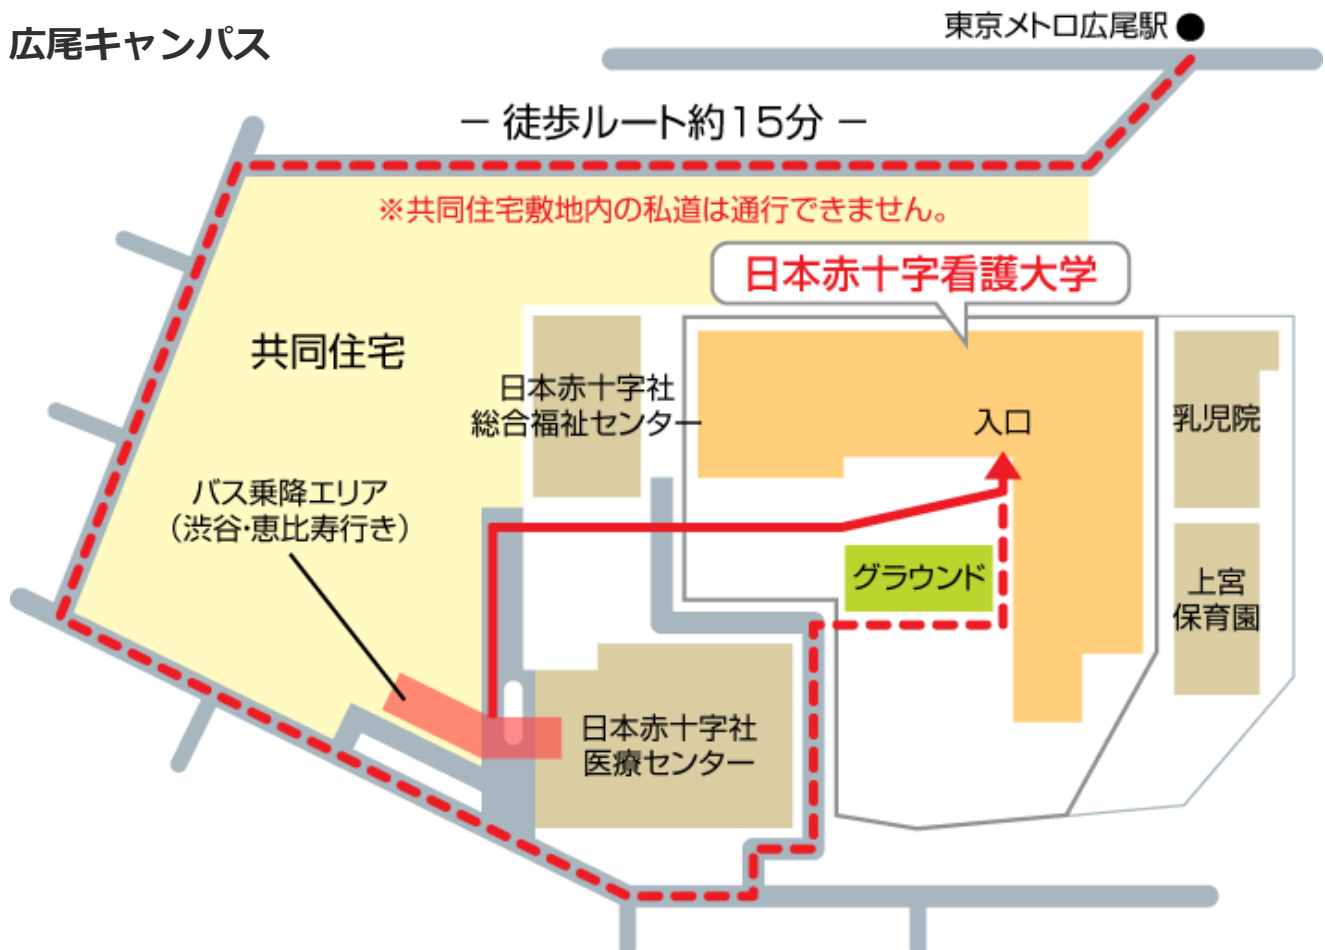 広尾キャンパス
東京メトロ広尾駅
− 徒歩ルート約15分 −
※共同住宅敷地内の私道は通行できません。
日本赤十字看護大学
共同住宅
日本赤十字社
総合福祉センター
入口
乳児院
バス乗降エリア
（渋谷・恵比寿行き）
グラウンド
上宮
保育園
日本赤十字社
医療センター